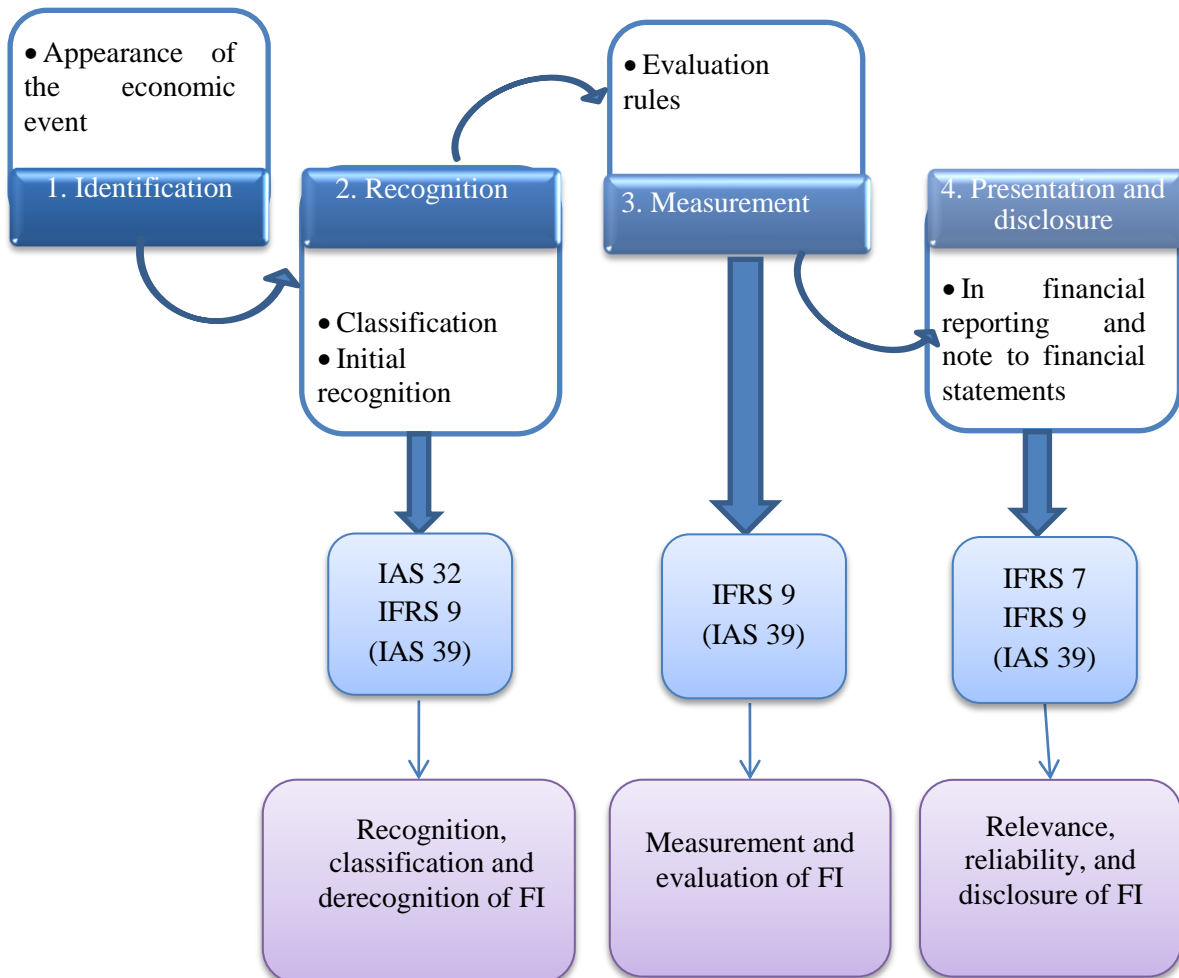 • Appearance of
the economic
event
1. Identification
2. Recognition
• Classification
• Initial
recognition
• Evaluation
rules
3. Measurement
4. Presentation and
disclosure
• In financial
reporting and
note to financial
statements
IAS 32
IFRS 9
(IAS 39)
IFRS 9
(IAS 39)
IFRS 7
IFRS 9
(IAS 39)
Recognition,
classification and
derecognition of FI
Measurement and
evaluation of FI
Relevance,
reliability, and
disclosure of FI